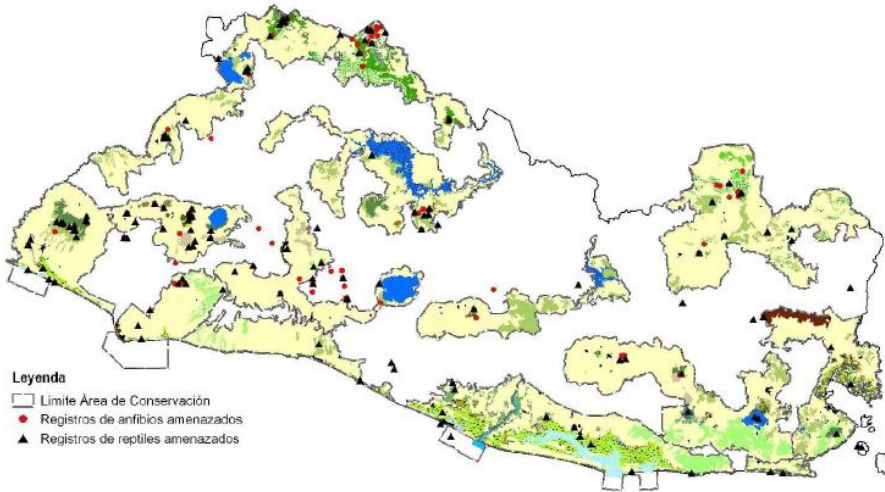 Leyenda
Límite Área de Conservación
Registros de anfibios amenazados
Registros de reptiles amenazados